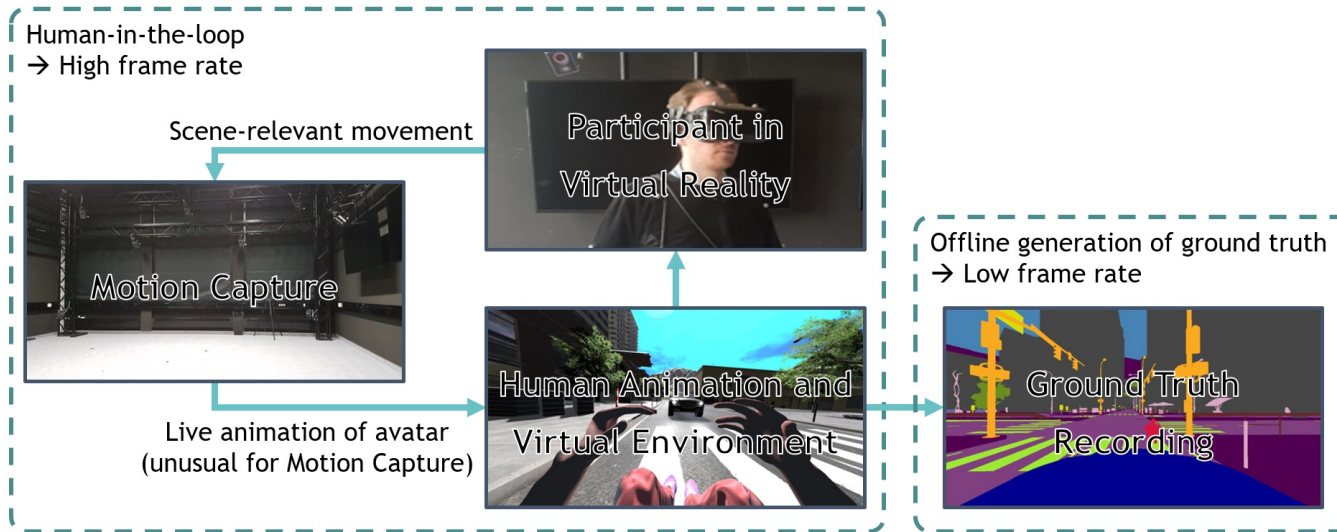 Human-in-the-loop
→ High frame rate
Scene-relevant movement
Participant in
Virtual Reality
Motion Capture
Offline generation of ground truth
→ Low frame rate
Human Animation and
Virtual Environment
Ground Truth
Recording
Live animation of avatar
(unusual for Motion Capture)